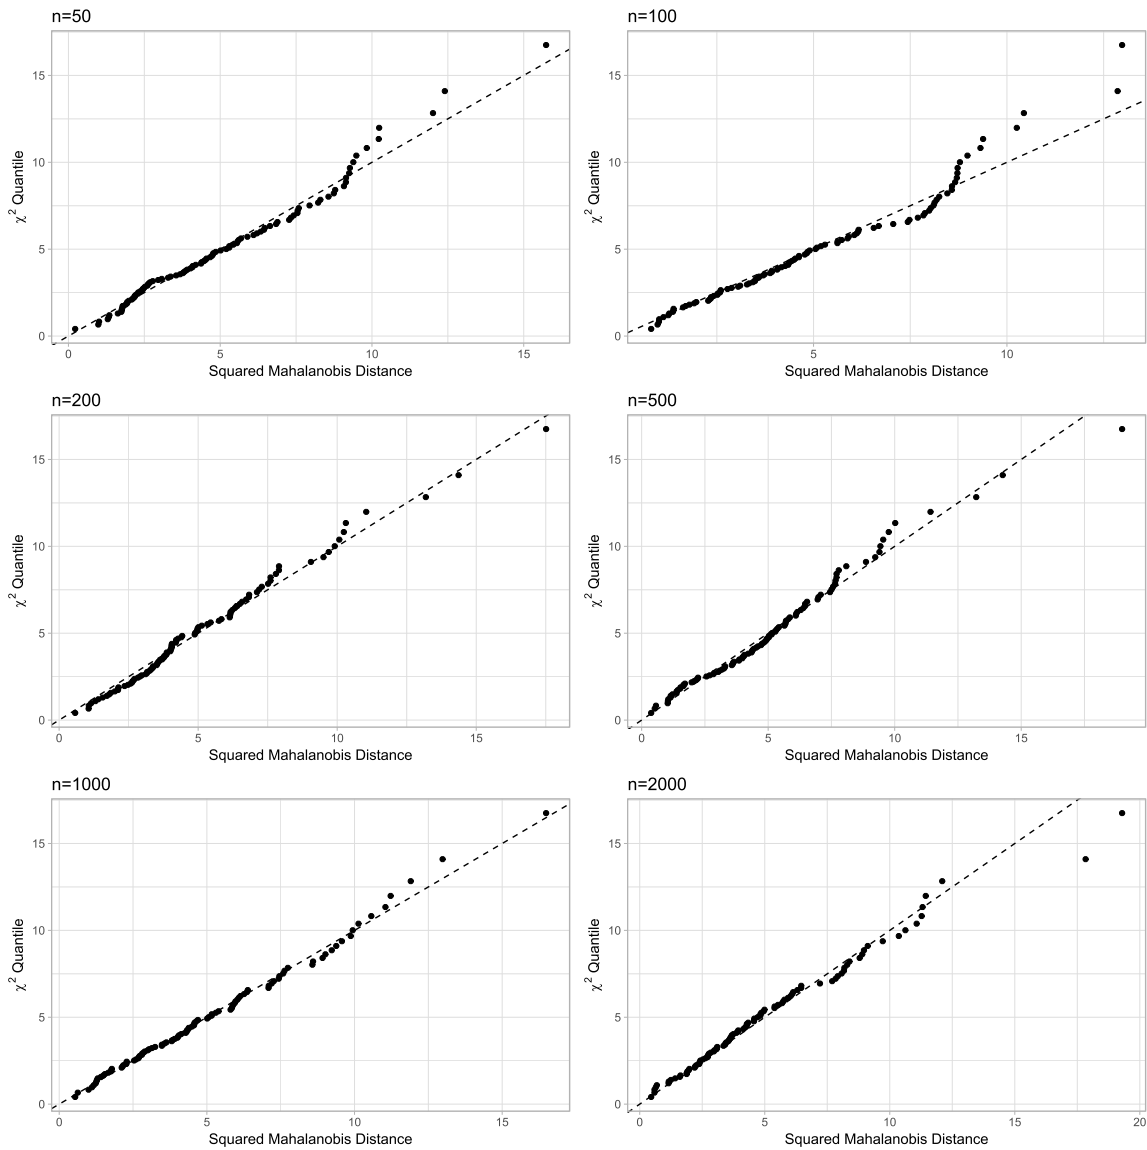 n=50
n=100
15
10
5
0
χ² Quantile
0 5 10 15
Squared Mahalanobis Distance
15
10
5
0
χ² Quantile
5 10
Squared Mahalanobis Distance
n=200
n=500
15
10
5
0
χ² Quantile
0 5 10 15
Squared Mahalanobis Distance
15
10
5
0
χ² Quantile
0 5 10 15
Squared Mahalanobis Distance
n=1000
n=2000
15
10
5
0
χ² Quantile
0 5 10 15
Squared Mahalanobis Distance
15
10
5
0
χ² Quantile
0 5 10 15 20
Squared Mahalanobis Distance